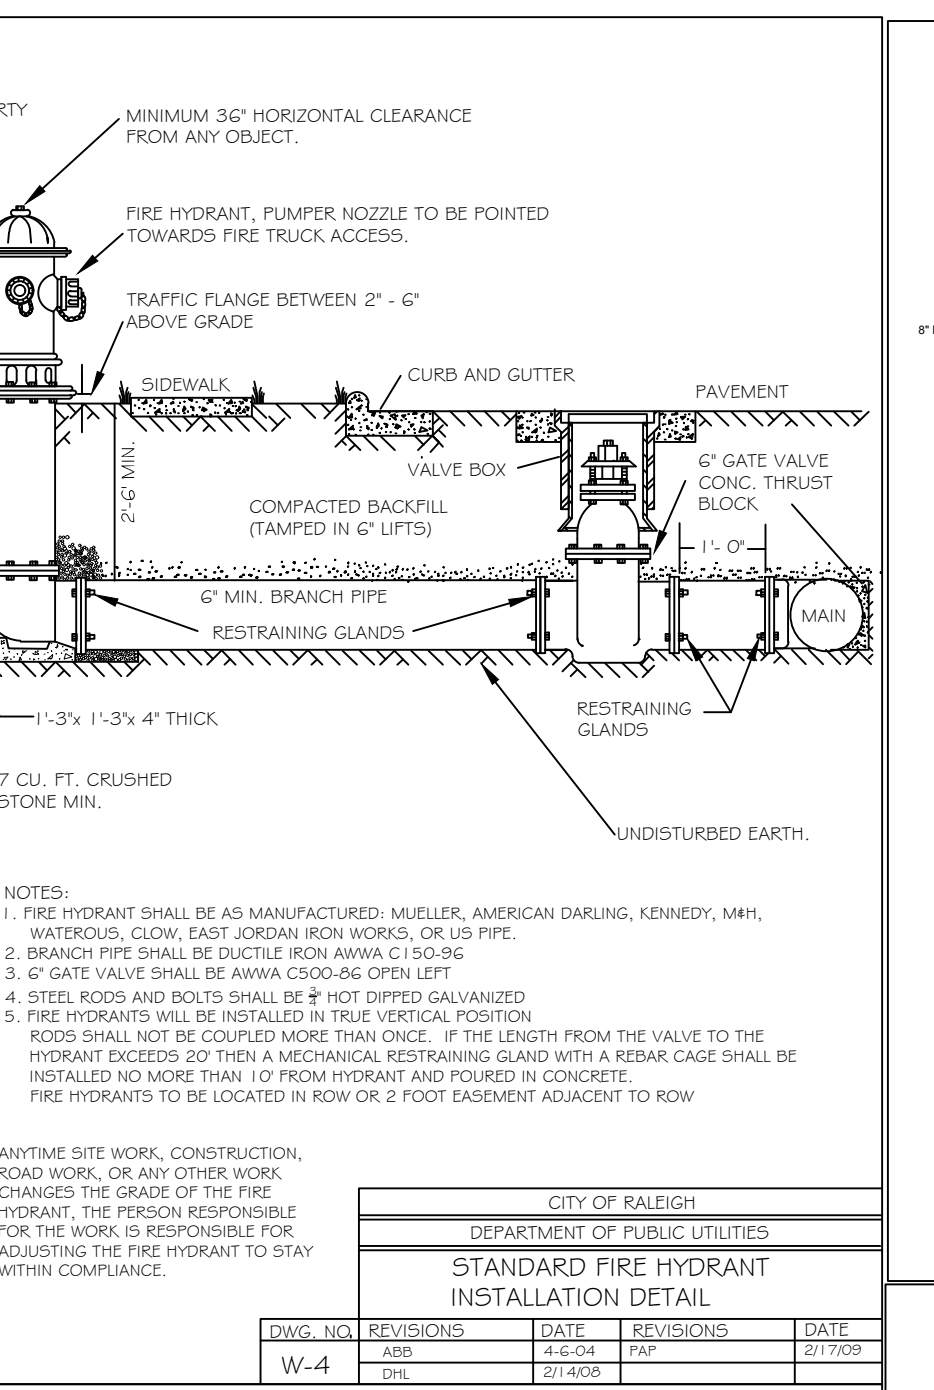 RTY
MINIMUM 36" HORIZONTAL CLEARANCE
FROM ANY OBJECT.
FIRE HYDRANT, PUMPER NOZZLE TO BE POINTED
TOWARDS FIRE TRUCK ACCESS.
TRAFFIC FLANGE BETWEEN 2" - 6"
ABOVE GRADE
8"
SIDEWALK
CURB AND GUTTER
PAVEMENT
2'-6' MIN.
VALVE BOX
6" GATE VALVE
CONC. THRUST
BLOCK
COMPACTED BACKFILL
(TAMPED IN 6" LIFTS)
1'- 0"
6" MIN. BRANCH PIPE
MAIN
RESTRAINING GLANDS
RESTRAINING
GLANDS
1'-3"x 1'-3"x 4" THICK
7 CU. FT. CRUSHED
STONE MIN.
UNDISTURBED EARTH.
NOTES:
1. FIRE HYDRANT SHALL BE AS MANUFACTURED: MUELLER, AMERICAN DARLING, KENNEDY, M&H,
WATEROUS, CLOW, EAST JORDAN IRON WORKS, OR US PIPE.
2. BRANCH PIPE SHALL BE DUCTILE IRON AWWA C150-96
3. 6" GATE VALVE SHALL BE AWWA C500-86 OPEN LEFT
4. STEEL RODS AND BOLTS SHALL BE 3/4" HOT DIPPED GALVANIZED
5. FIRE HYDRANTS WILL BE INSTALLED IN TRUE VERTICAL POSITION
RODS SHALL NOT BE COUPLED MORE THAN ONCE. IF THE LENGTH FROM THE VALVE TO THE
HYDRANT EXCEEDS 20' THEN A MECHANICAL RESTRAINING GLAND WITH A REBAR CAGE SHALL BE
INSTALLED NO MORE THAN 10' FROM HYDRANT AND POURED IN CONCRETE.
FIRE HYDRANTS TO BE LOCATED IN ROW OR 2 FOOT EASEMENT ADJACENT TO ROW
ANYTIME SITE WORK, CONSTRUCTION,
ROAD WORK, OR ANY OTHER WORK
CHANGES THE GRADE OF THE FIRE
HYDRANT, THE PERSON RESPONSIBLE
FOR THE WORK IS RESPONSIBLE FOR
ADJUSTING THE FIRE HYDRANT TO STAY
WITHIN COMPLIANCE.
CITY OF RALEIGH
DEPARTMENT OF PUBLIC UTILITIES
STANDARD FIRE HYDRANT
INSTALLATION DETAIL
DWG. NO. REVISIONS DATE REVISIONS DATE
W-4
ABB 4-6-04 PAP 2/17/09
DHL 2/14/08